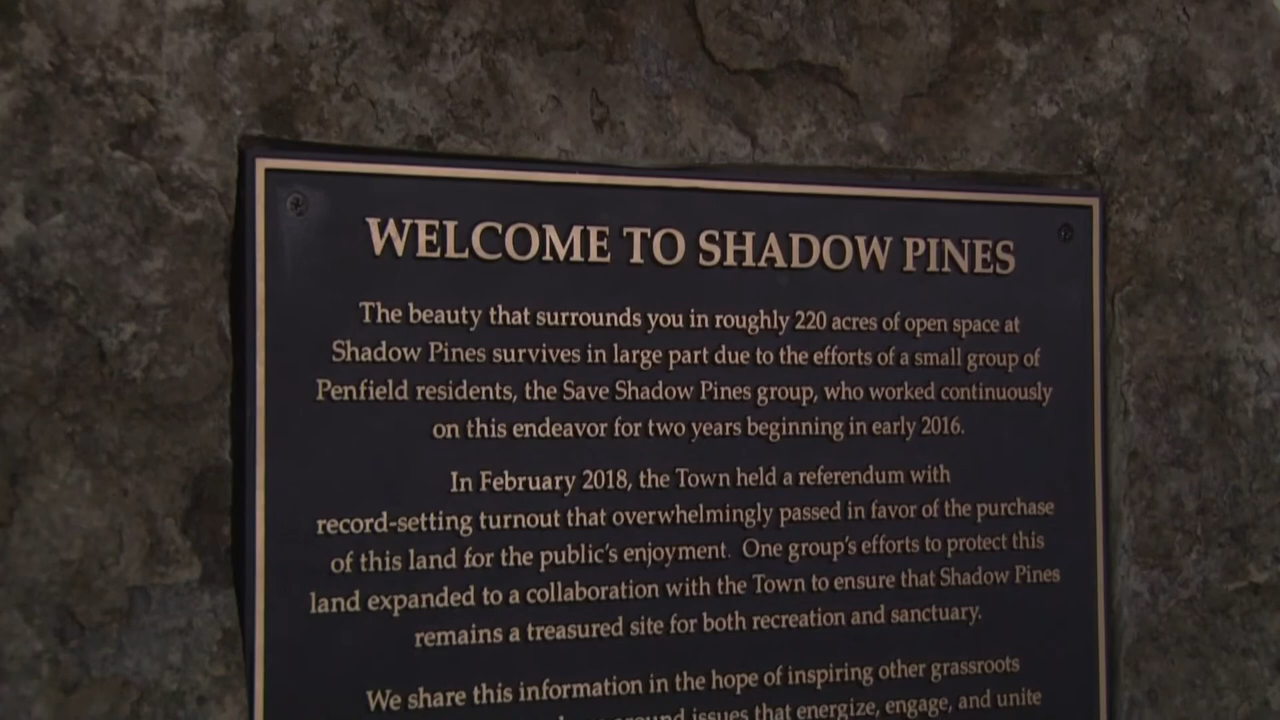 WELCOME TO SHADOW PINES
The beauty that surrounds you in roughly 220 acres of open space at
Shadow Pines survives in large part due to the efforts of a small group of
Penfield residents, the Save Shadow Pines group, who worked continuously
on this endeavor for two years beginning in early 2016.
In February 2018, the Town held a referendum with
record-setting turnout that overwhelmingly passed in favor of the purchase
of this land for the public's enjoyment. One group's efforts to protect this
land expanded to a collaboration with the Town to ensure that Shadow Pines
remains a treasured site for both recreation and sanctuary.
We share this information in the hope of inspiring other grassroots
around issues that energize, engage, and unite